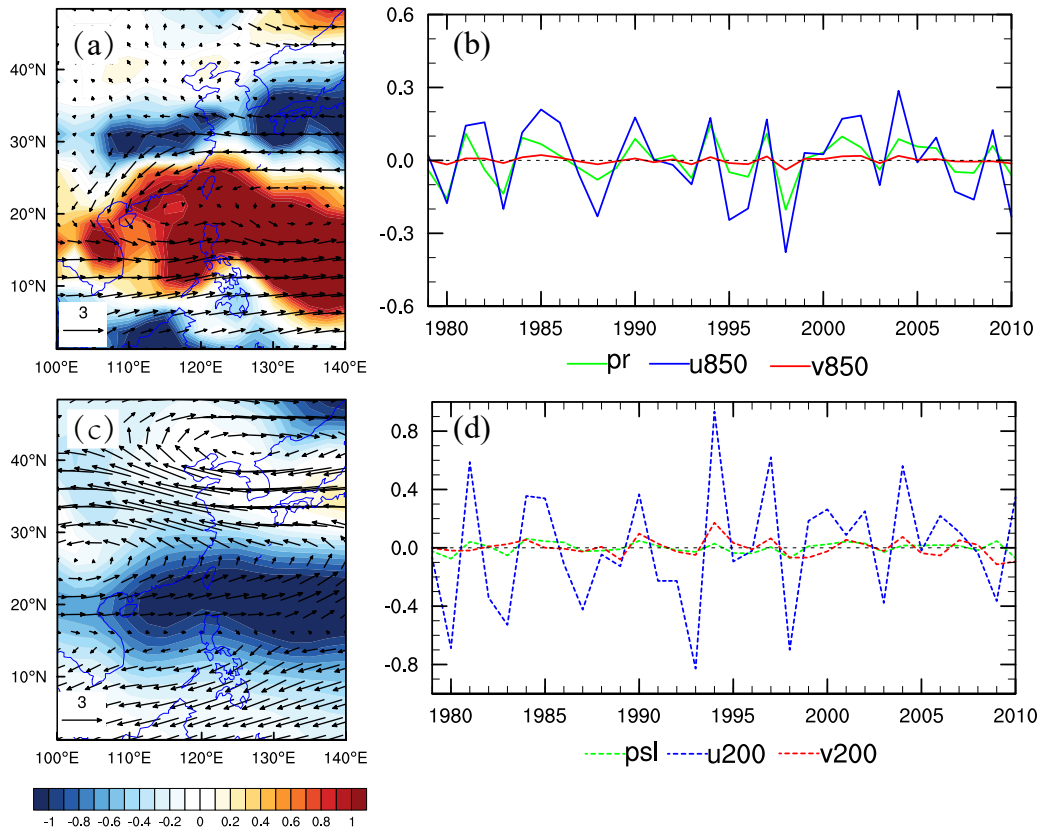 (a)
40°N
30°N
20°N
10°N
3
100°E 110°E 120°E 130°E 140°E
(b)
0.6
0.3
0.0
-0.3
-0.6
1980 1985 1990 1995 2000 2005 2010
pr u850 v850
(c)
40°N
30°N
20°N
10°N
3
100°E 110°E 120°E 130°E 140°E
-1 -0.8 -0.6 -0.4 -0.2 0 0.2 0.4 0.6 0.8 1
(d)
0.8
0.4
0.0
-0.4
-0.8
1980 1985 1990 1995 2000 2005 2010
psl u200 v200